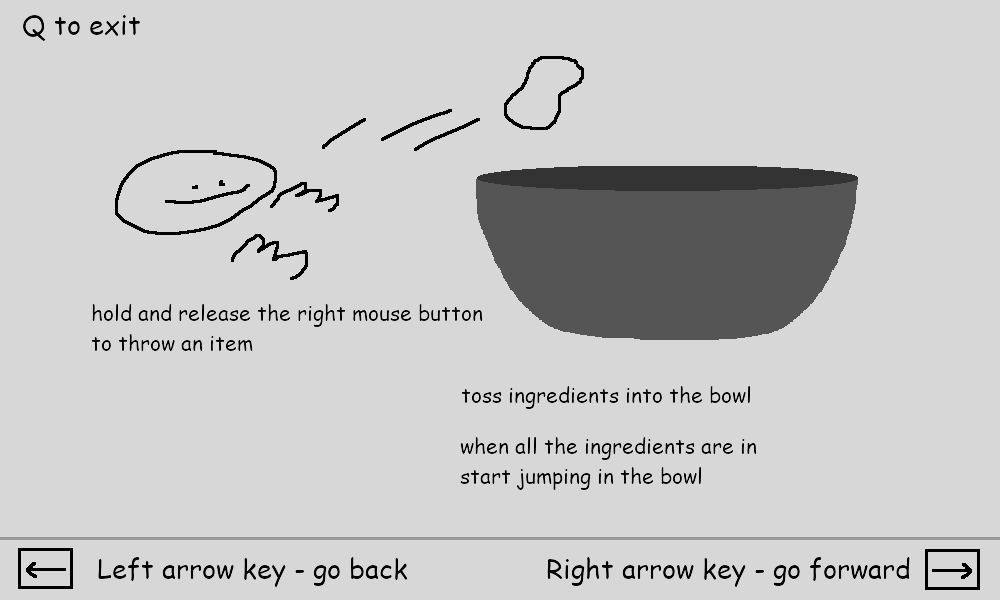 Q to exit
hold and release the right mouse button
to throw an item
toss ingredients into the bowl
when all the ingredients are in
start jumping in the bowl
Left arrow key - go back
Right arrow key - go forward